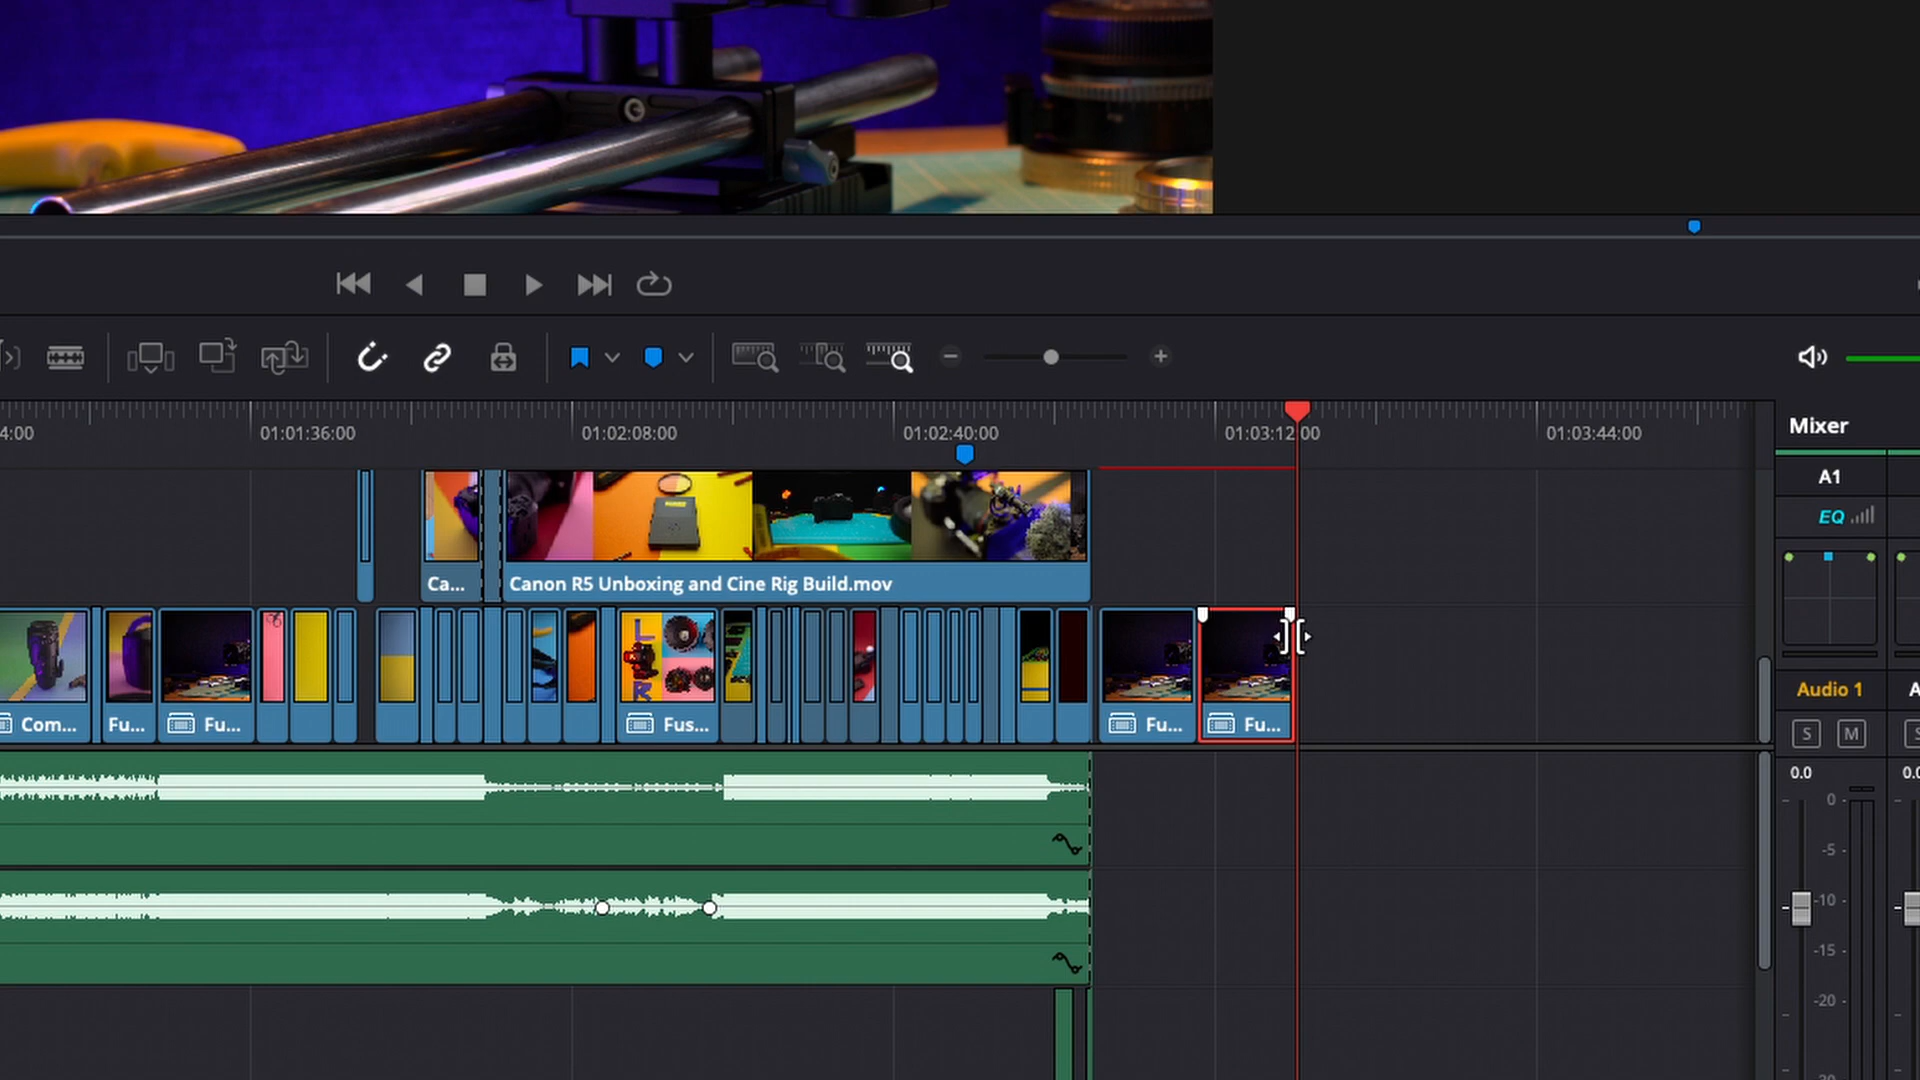 4:00
01:01:36:00
01:02:08:00
01:02:40:00
01:03:12:00
01:03:44:00
Mixer
A1
EQ
Ca...
Canon R5 Unboxing and Cine Rig Build.mov
L
R
Com...
Fu...
Fu...
Fus...
Fu...
Fu...
Audio 1
A
S
M
S
0.0
0.0
0
-5
-10
-15
-20